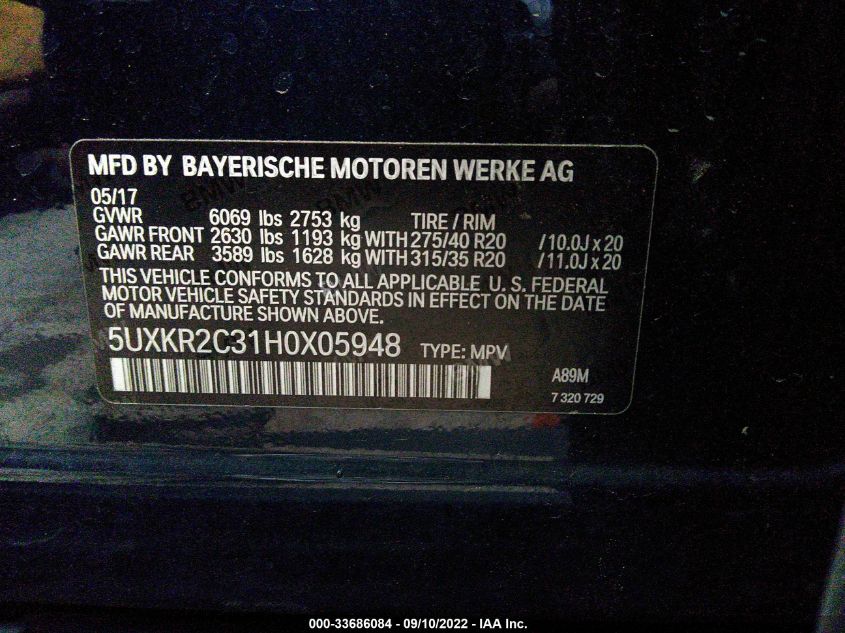 MFD BY BAYERISCHE MOTOREN WERKE AG
05/17
GVWR 6069 lbs 2753 kg TIRE / RIM
GAWR FRONT 2630 lbs 1193 kg WITH 275/40 R20 / 10.0J x 20
GAWR REAR 3589 lbs 1628 kg WITH 315/35 R20 / 11.0J x 20
THIS VEHICLE CONFORMS TO ALL APPLICABLE U. S. FEDERAL
MOTOR VEHICLE SAFETY STANDARDS IN EFFECT ON THE DATE
OF MANUFACTURE SHOWN ABOVE.
5UXKR2C31H0X05948 TYPE: MPV
A89M
7 320 729
000-33686084 - 09/10/2022 - IAA Inc.